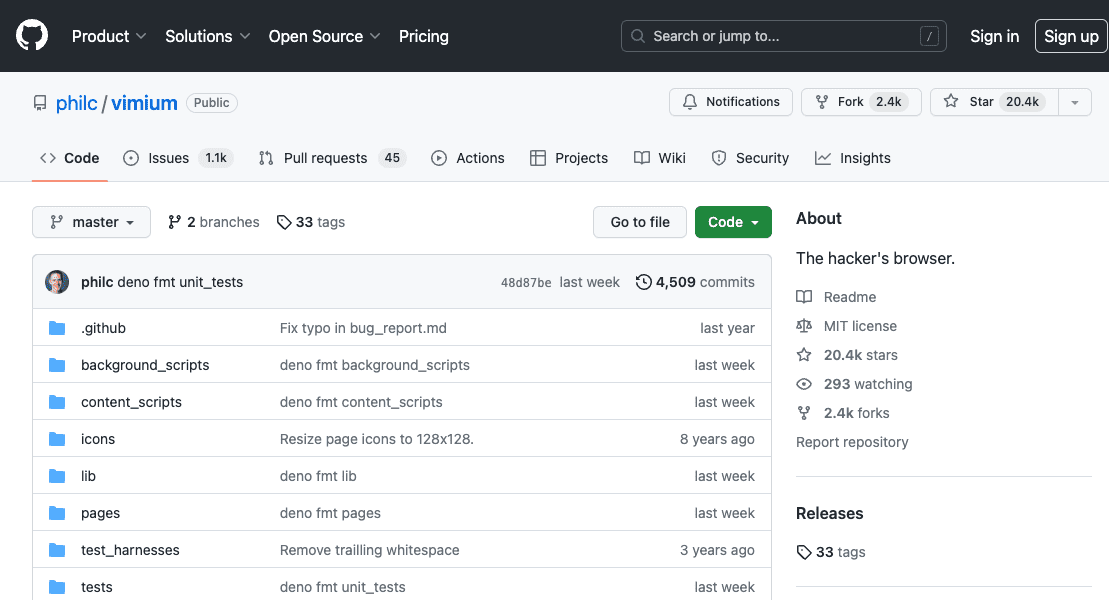 Product Solutions Open Source Pricing Search or jump to... / Sign in Sign up
philc / vimium Public Notifications Fork 2.4k Star 20.4k
Code Issues 1.1k Pull requests 45 Actions Projects Wiki Security Insights
master 2 branches 33 tags Go to file Code
philc deno fmt unit_tests 48d87be last week 4,509 commits
.github Fix typo in bug_report.md last year
background_scripts deno fmt background_scripts last week
content_scripts deno fmt content_scripts last week
icons Resize page icons to 128x128. 8 years ago
lib deno fmt lib last week
pages deno fmt pages last week
test_harnesses Remove trailling whitespace 3 years ago
tests deno fmt unit_tests last week
About
The hacker's browser.
Readme
MIT license
20.4k stars
293 watching
2.4k forks
Report repository
Releases
33 tags